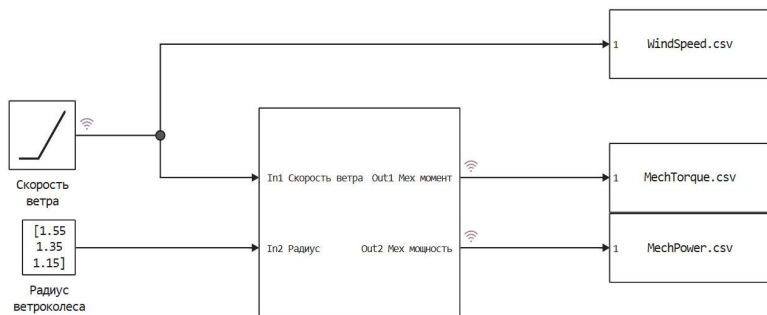 1 WindSpeed.csv
Скорость
ветра
In1 Скорость ветра Out1 Мех момент
1 MechTorque.csv
[1.55
1.35
1.15]
In2 Радиус Out2 Мех мощность
1 MechPower.csv
Радиус
ветроколеса